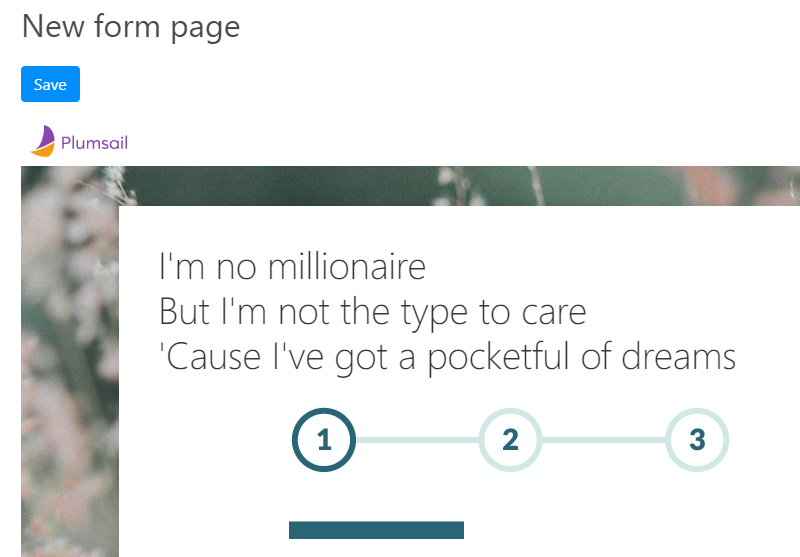 New form page
Save
Plumsail
I'm no millionaire
But I'm not the type to care
'Cause I've got a pocketful of dreams
1 2 3